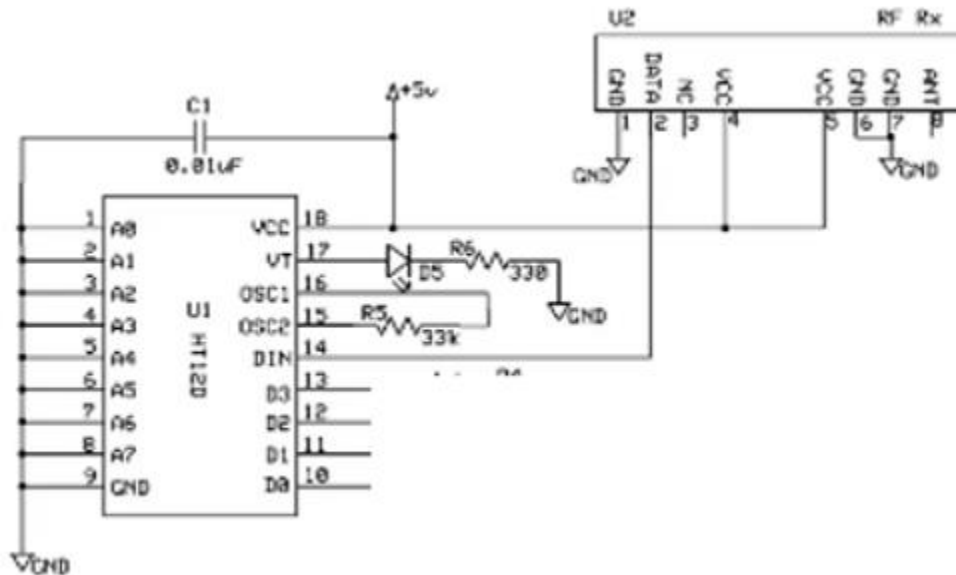 U2 RF Rx
GND DATA NC VCC VCC GND GND ANT
1 2 3 4 5 6 7 8
GND
GND
+5v
C1
0.01uF
1 A0
2 A1
3 A2
4 A3
5 A4
6 A5
7 A6
8 A7
9 GND
U1
HT12D
VCC 18
VT 17
OSC1 16
OSC2 15
DIN 14
D3 13
D2 12
D1 11
D0 10
D5
R6
330
GND
R5
33k
GND